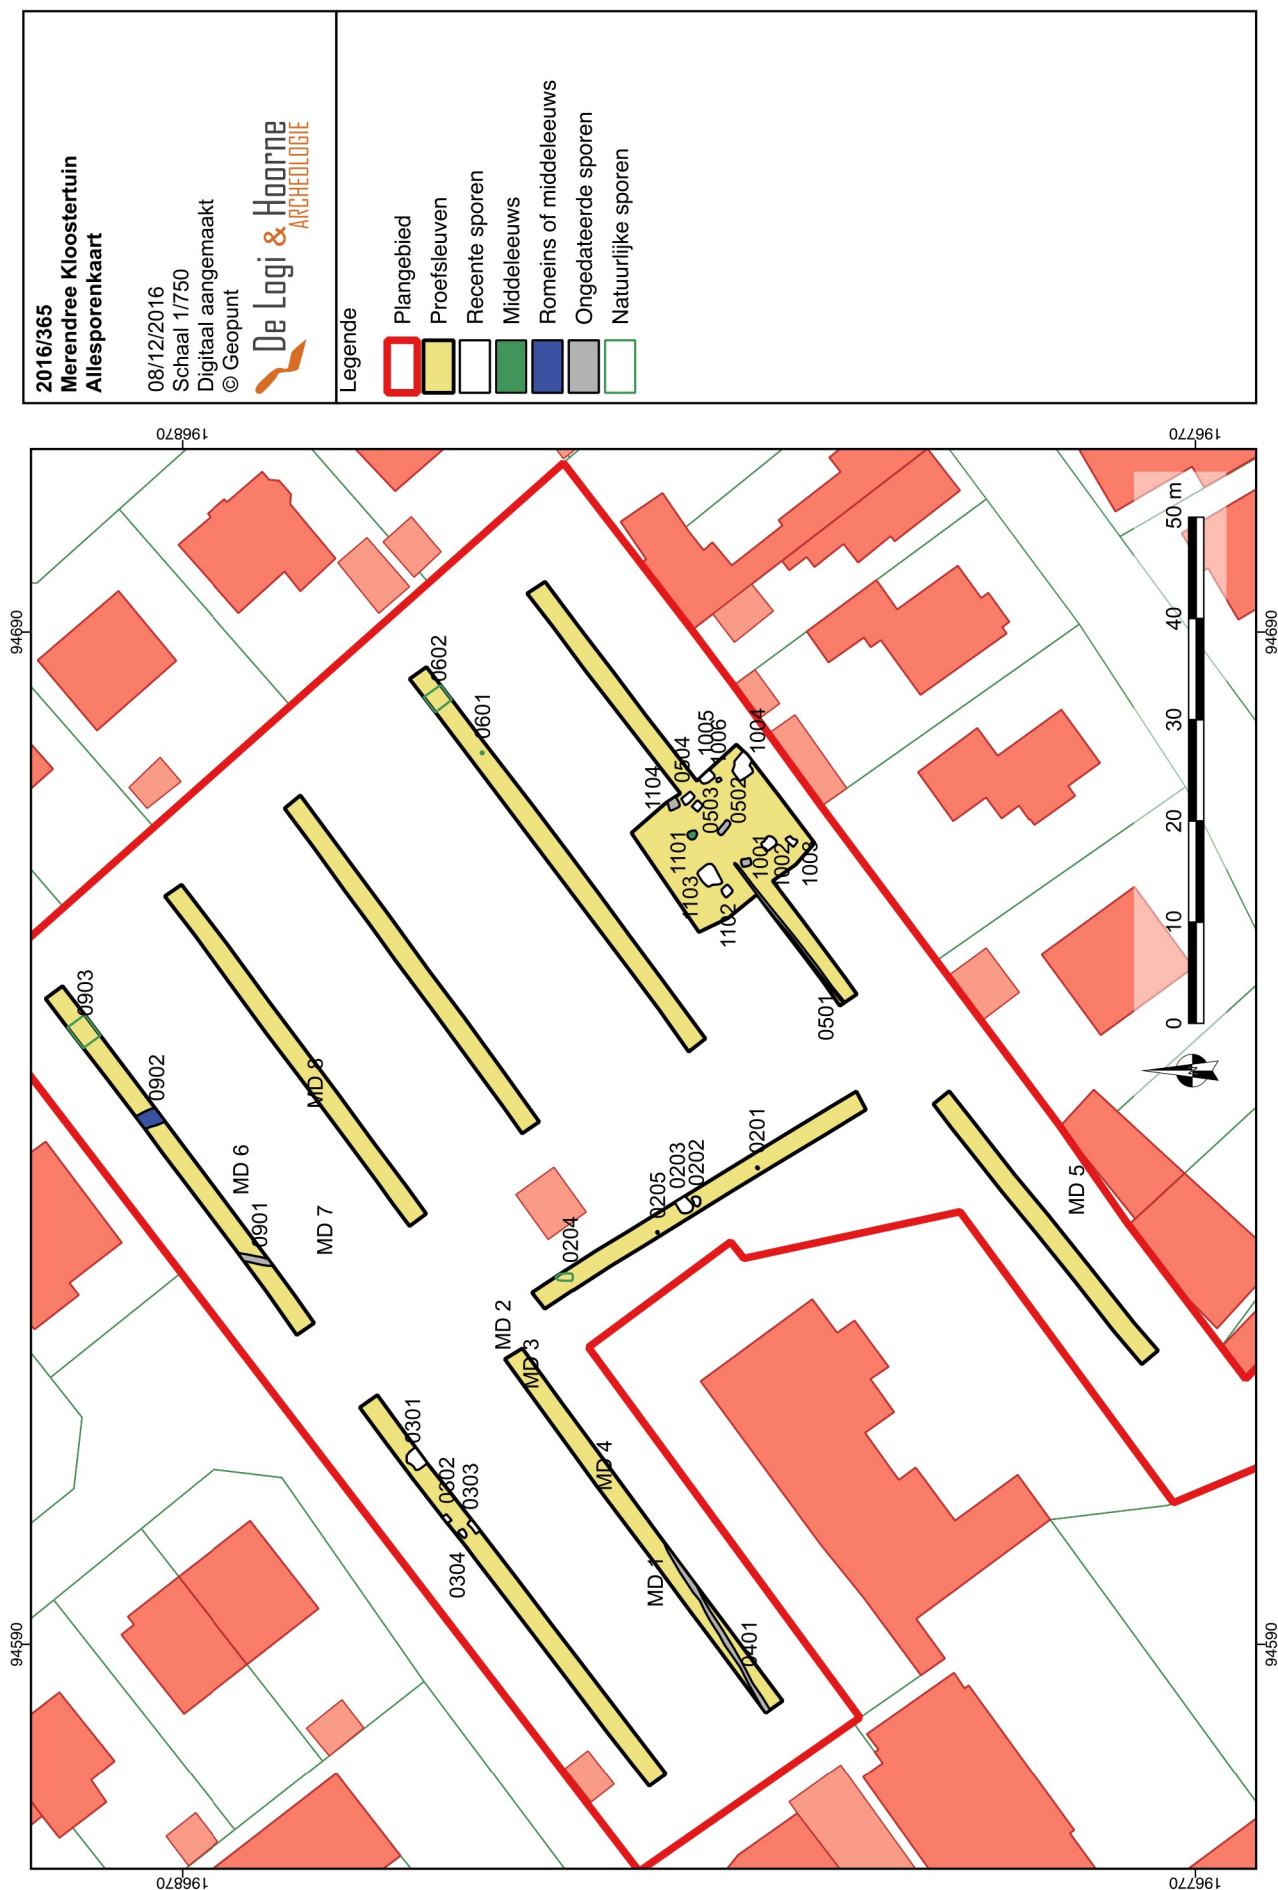 2016/365
Merendree Kloostertuin
Allesporenkaart
08/12/2016
Schaal 1/750
Digitaal aangemaakt
© Geopunt
De Logi & Hoorne
ARCHEOLOGIE
Legende
Plangebied
Proefsleuven
Recente sporen
Middeleeuws
Romeins of middeleeuws
Ongedateerde sporen
Natuurlijke sporen
196870
196770
94690
94690
94590
94590
196870
196770
0602
0601
0903
0902
0901
MD 8
MD 6
MD 7
1104
0504
1005
1006
1004
0503
0502
1101
1103
1102
1001
1002
1003
0501
0201
0203
0202
0205
0204
MD 2
MD 3
MD 5
0301
0302
0303
0304
MD 4
MD 1
0401
0
10
20
30
40
50 m
N